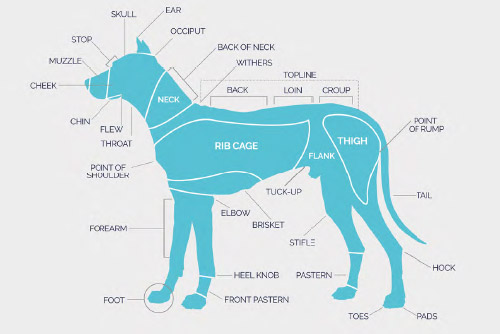 EAR
SKULL
OCCIPUT
STOP
BACK OF NECK
MUZZLE
WITHERS
TOPLINE
CHEEK
NECK
BACK
LOIN
CROUP
CHIN
FLEW
THROAT
POINT
OF RUMP
RIB CAGE
THIGH
FLANK
POINT OF
SHOULDER
TUCK-UP
TAIL
ELBOW
BRISKET
FOREARM
STIFLE
HOCK
HEEL KNOB
PASTERN
FOOT
FRONT PASTERN
TOES
PADS